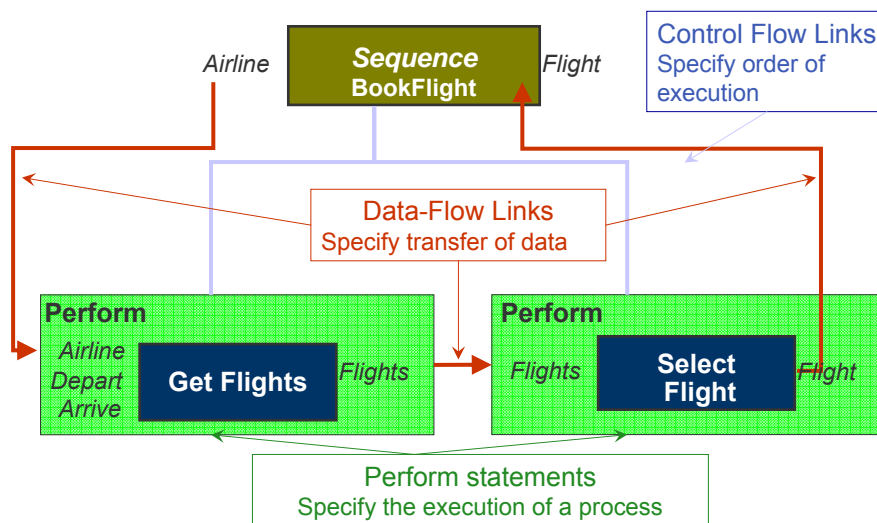 Control Flow Links
Specify order of
execution
Airline
Sequence
BookFlight
Flight
Data-Flow Links
Specify transfer of data
Perform
Airline
Depart
Arrive
Get Flights
Flights
Perform
Flights
Select
Flight
Flight
Perform statements
Specify the execution of a process